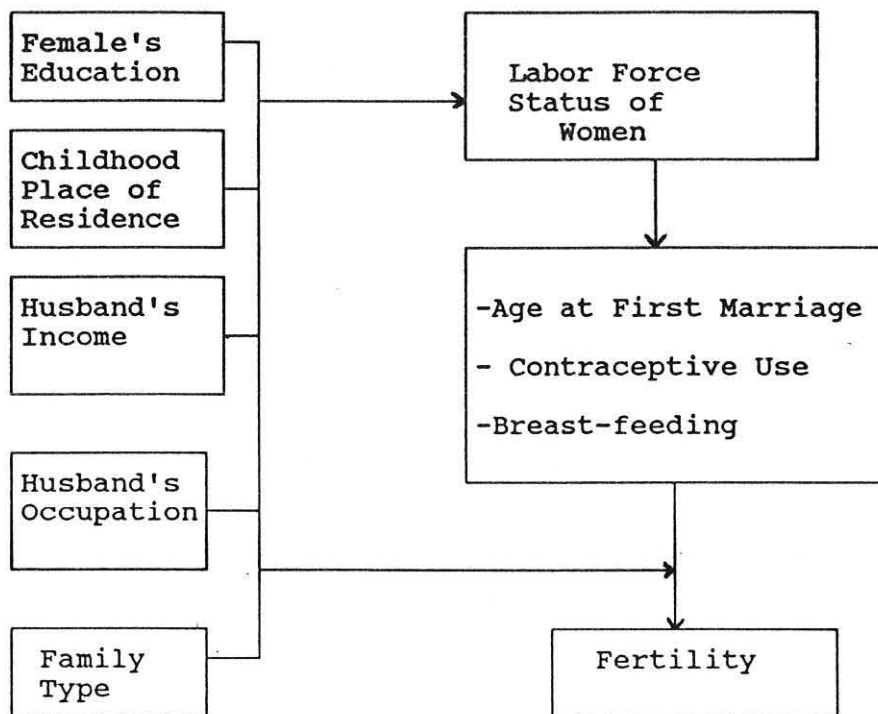 Female's
Education
Childhood
Place of
Residence
Husband's
Income
Husband's
Occupation
Family
Type
Labor Force
Status of
Women
-Age at First Marriage
- Contraceptive Use
-Breast-feeding
Fertility